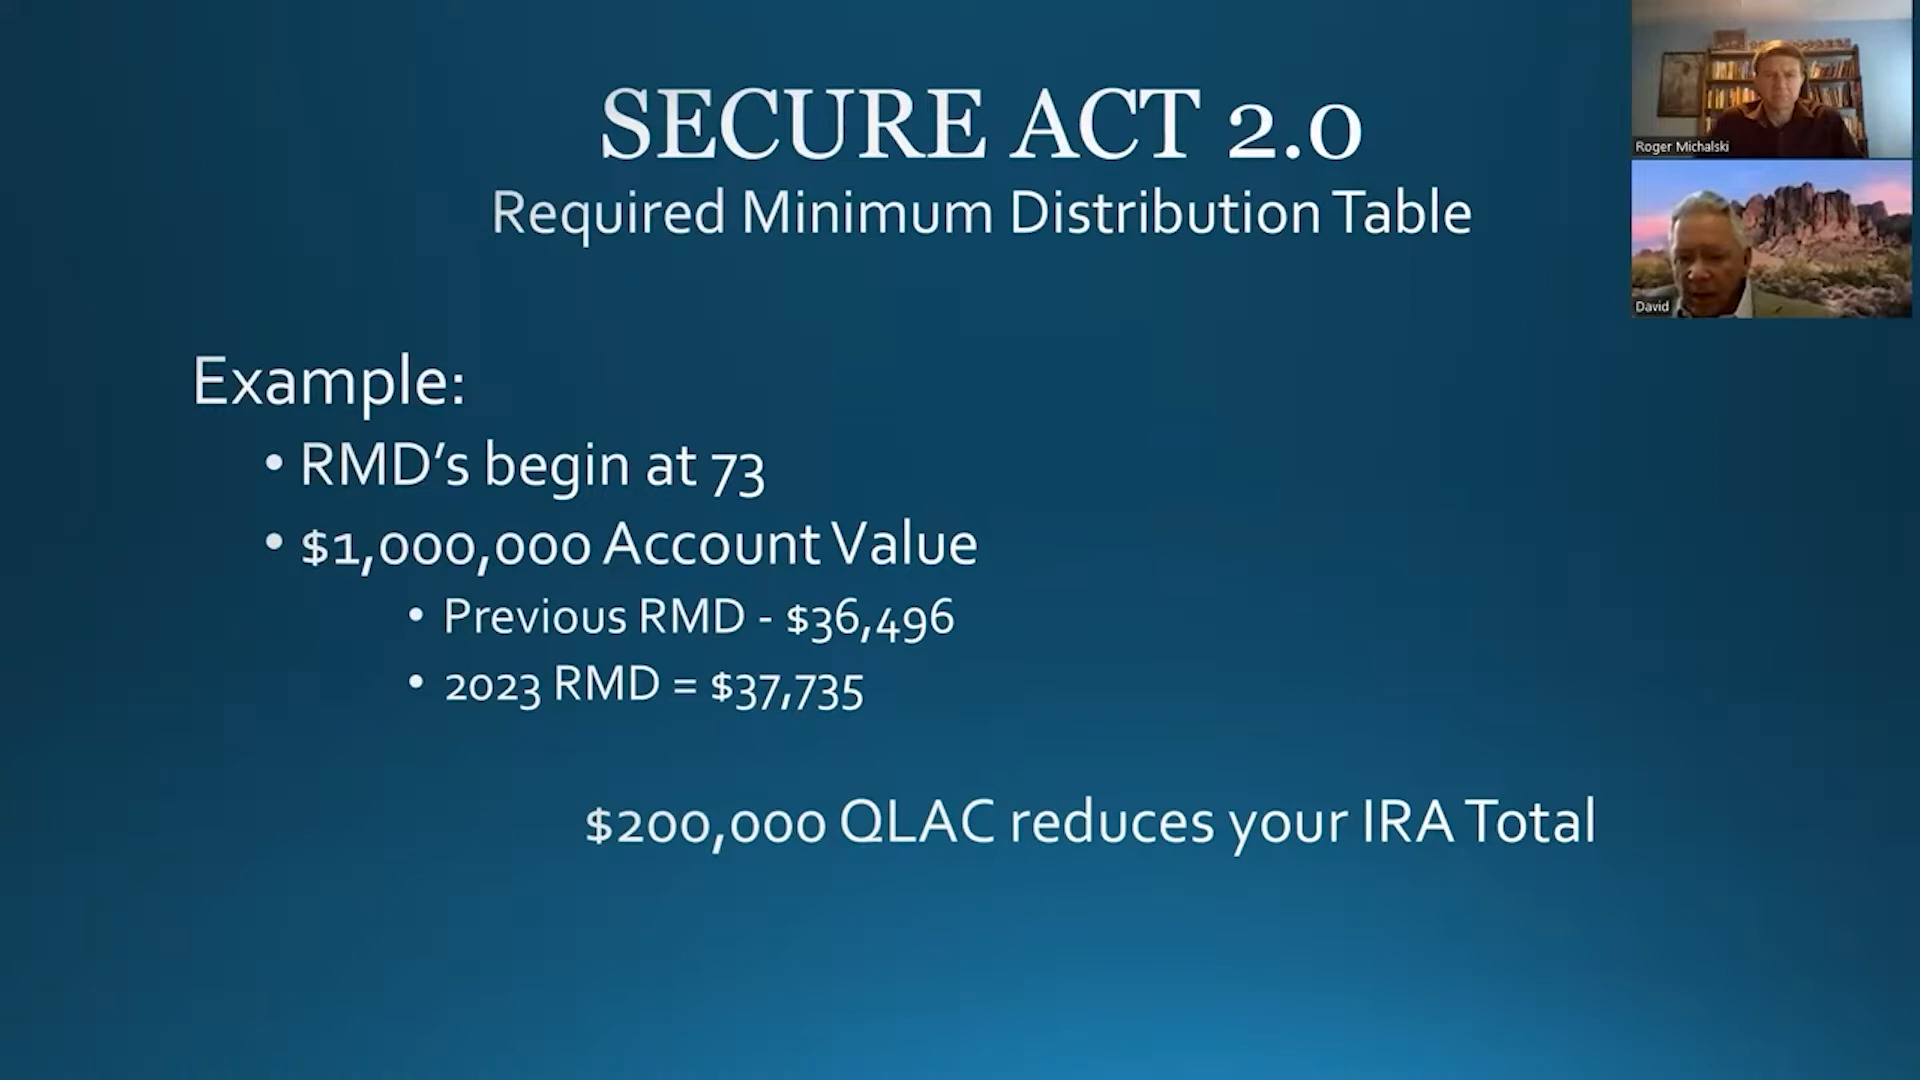 SECURE ACT 2.0
Required Minimum Distribution Table
Example:
• RMD’s begin at 73
• $1,000,000 Account Value
• Previous RMD - $36,496
• 2023 RMD = $37,735
$200,000 QLAC reduces your IRA Total
Roger Michalski
David